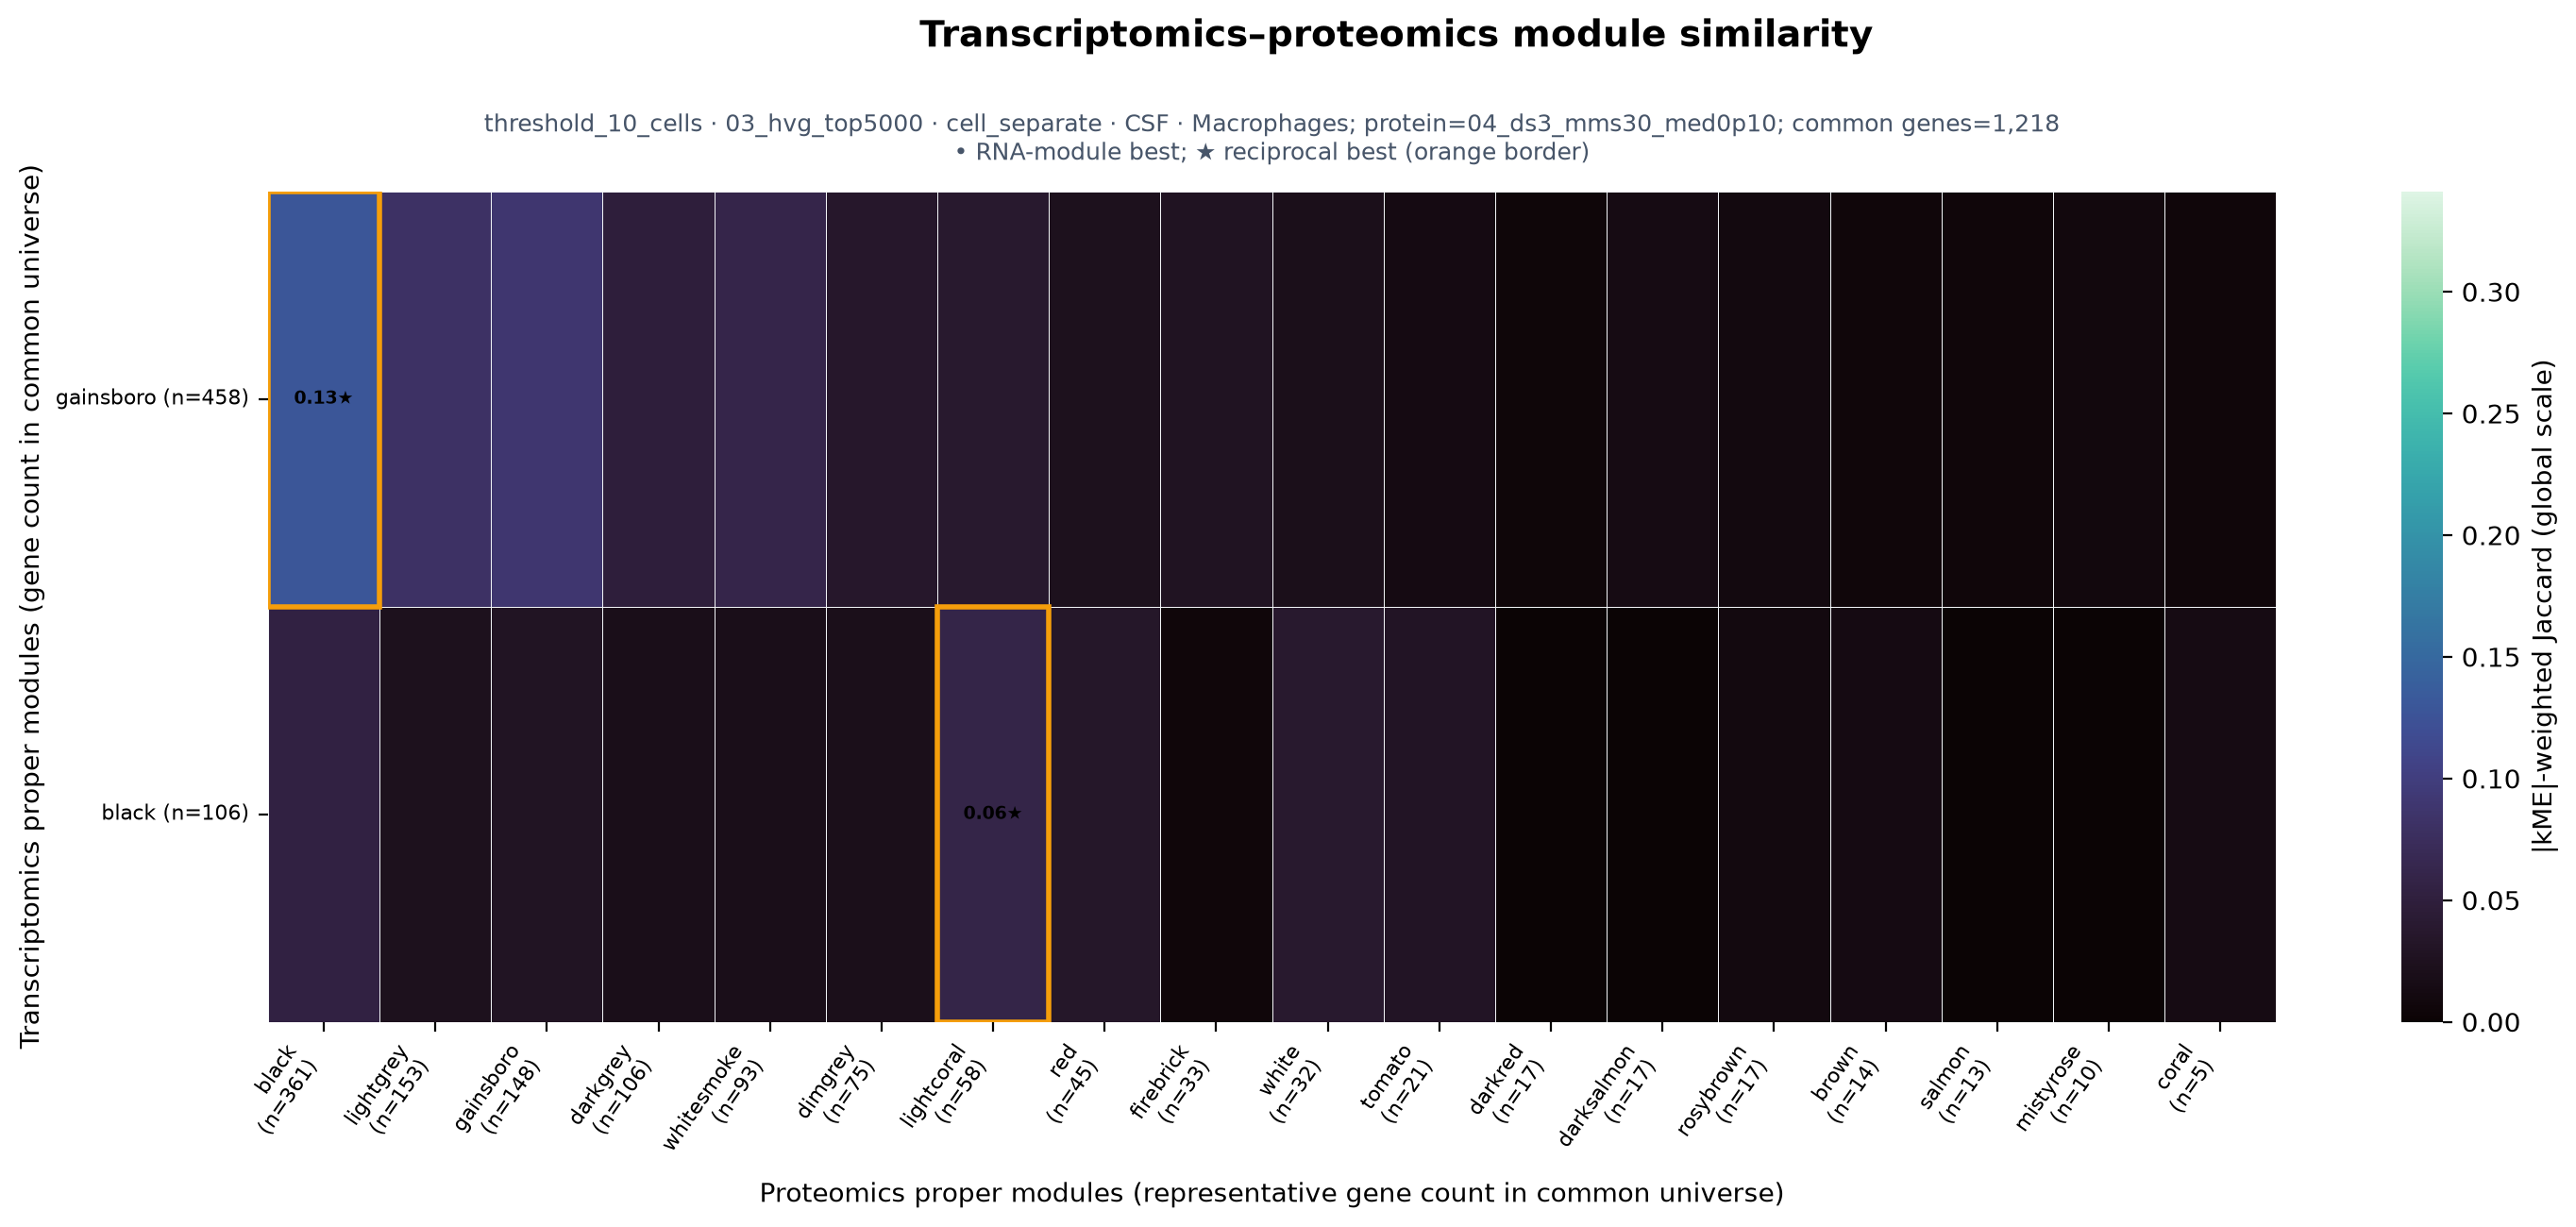 Transcriptomics–proteomics module similarity
threshold_10_cells · 03_hvg_top5000 · cell_separate · CSF · Macrophages; protein=04_ds3_mms30_med0p10; common genes=1,218
• RNA-module best; ★ reciprocal best (orange border)
Transcriptomics proper modules (gene count in common universe)
gainsboro (n=458)
black (n=106)
0.13★
0.06★
black
(n=361)
lightgrey
(n=153)
gainsboro
(n=148)
darkgrey
(n=106)
whitesmoke
(n=93)
dimgrey
(n=75)
lightcoral
(n=58)
red
(n=45)
firebrick
(n=33)
white
(n=32)
tomato
(n=21)
darkred
(n=17)
darksalmon
(n=17)
rosybrown
(n=17)
brown
(n=14)
salmon
(n=13)
mistyrose
(n=10)
coral
(n=5)
Proteomics proper modules (representative gene count in common universe)
0.30
0.25
0.20
0.15
0.10
0.05
0.00
|kME|-weighted Jaccard (global scale)